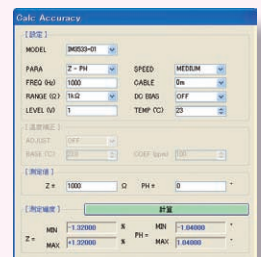 Calc Accuracy
[設定]
MODEL IM3533-01
PARA Z - PH SPEED MEDIUM
FREQ (Hz) 1000 CABLE 0m
RANGE (Ω) 1kΩ DC BIAS OFF
LEVEL (V) 1 TEMP (℃) 23
[温度補正]
ADJUST OFF
BASE (℃) COEF (ppm) 100
[測定値]
Z = 1000 Ω PH = 0 °
[測定確度] 計算
Z = MIN -1.32000 % PH = MIN -1.04000 °
MAX +1.32000 % MAX 1.04000 °